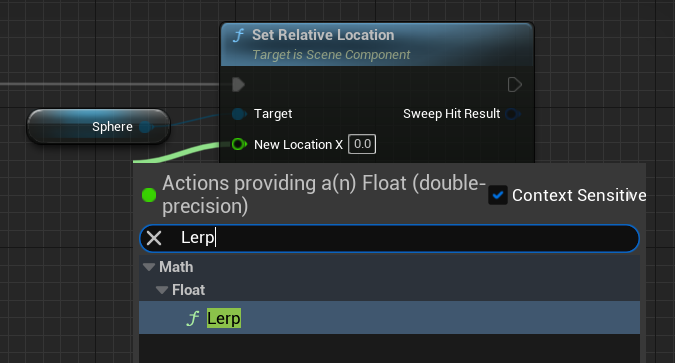 Set Relative Location
Target is Scene Component
Sphere
Target
Sweep Hit Result
New Location X 0.0
Actions providing a(n) Float (double-
precision)
Context Sensitive
Lerp
Math
Float
Lerp